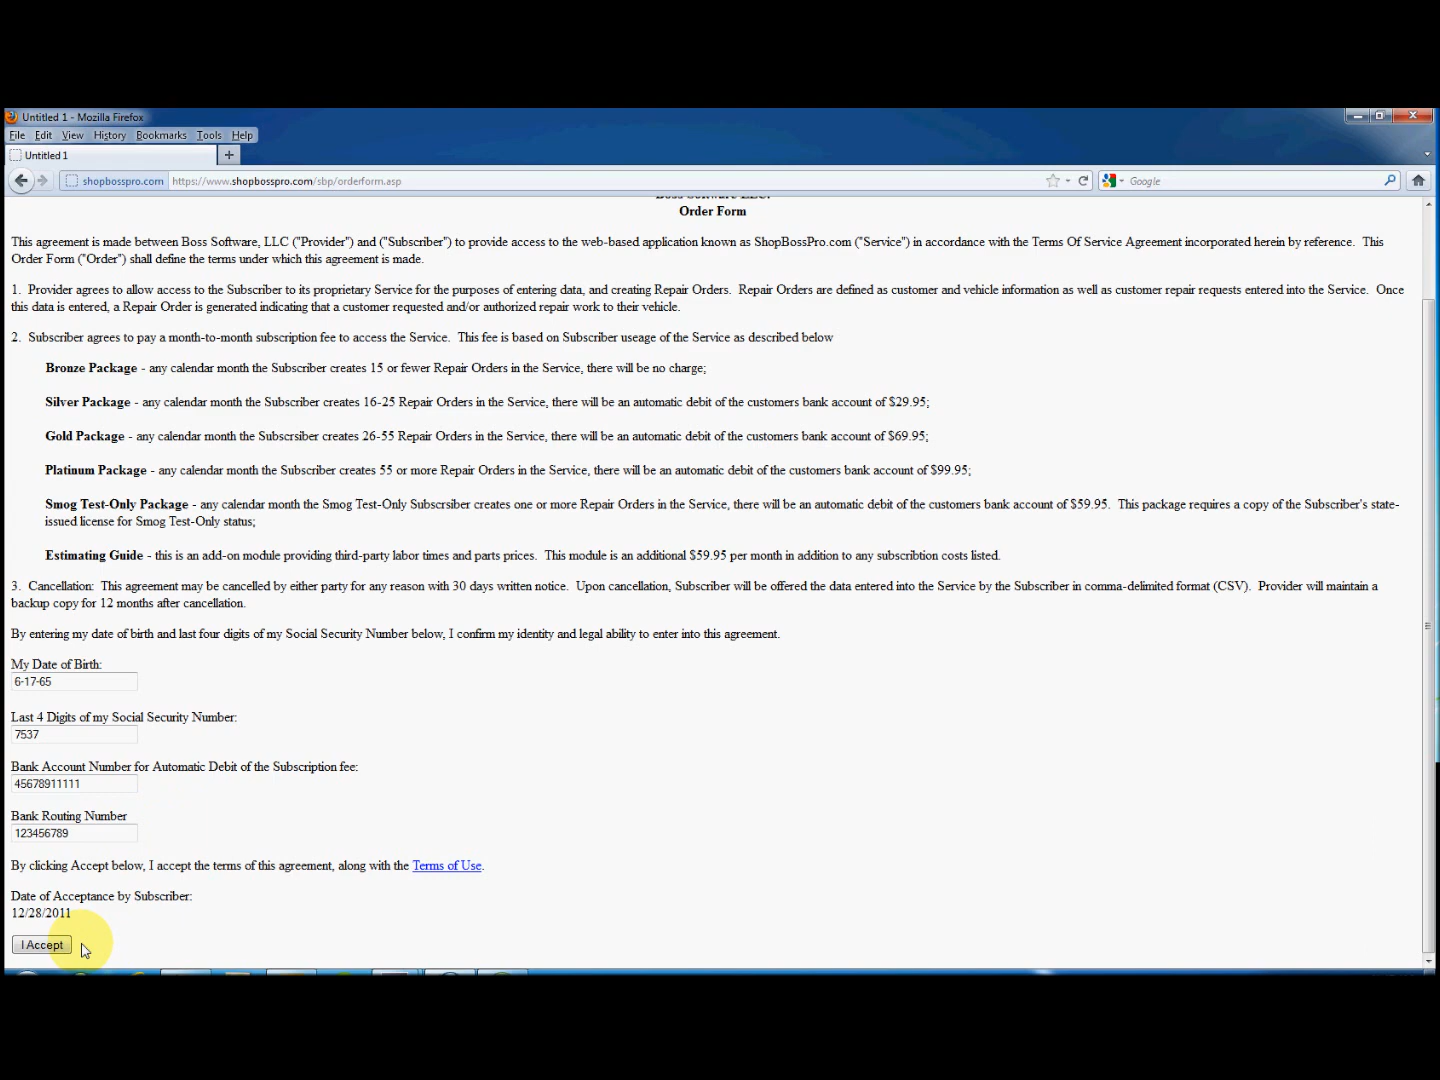 Untitled 1 - Mozilla Firefox
File Edit View History Bookmarks Tools Help
Untitled 1
shopbosspro.com https://www.shopbosspro.com/sbp/orderform.asp
Google
Boss Software LLC.
Order Form
This agreement is made between Boss Software, LLC ("Provider") and ("Subscriber") to provide access to the web-based application known as ShopBossPro.com ("Service") in accordance with the Terms Of Service Agreement incorporated herein by reference. This
Order Form ("Order") shall define the terms under which this agreement is made.
1. Provider agrees to allow access to the Subscriber to its proprietary Service for the purposes of entering data, and creating Repair Orders. Repair Orders are defined as customer and vehicle information as well as customer repair requests entered into the Service. Once
this data is entered, a Repair Order is generated indicating that a customer requested and/or authorized repair work to their vehicle.
2. Subscriber agrees to pay a month-to-month subscription fee to access the Service. This fee is based on Subscriber useage of the Service as described below
Bronze Package - any calendar month the Subscriber creates 15 or fewer Repair Orders in the Service, there will be no charge;
Silver Package - any calendar month the Subscriber creates 16-25 Repair Orders in the Service, there will be an automatic debit of the customers bank account of $29.95;
Gold Package - any calendar month the Subscrsiber creates 26-55 Repair Orders in the Service, there will be an automatic debit of the customers bank account of $69.95;
Platinum Package - any calendar month the Subscriber creates 55 or more Repair Orders in the Service, there will be an automatic debit of the customers bank account of $99.95;
Smog Test-Only Package - any calendar month the Smog Test-Only Subscrsiber creates one or more Repair Orders in the Service, there will be an automatic debit of the customers bank account of $59.95. This package requires a copy of the Subscriber's state-
issued license for Smog Test-Only status;
Estimating Guide - this is an add-on module providing third-party labor times and parts prices. This module is an additional $59.95 per month in addition to any subscribtion costs listed.
3. Cancellation: This agreement may be cancelled by either party for any reason with 30 days written notice. Upon cancellation, Subscriber will be offered the data entered into the Service by the Subscriber in comma-delimited format (CSV). Provider will maintain a
backup copy for 12 months after cancellation.
By entering my date of birth and last four digits of my Social Security Number below, I confirm my identity and legal ability to enter into this agreement.
My Date of Birth:
6-17-65
Last 4 Digits of my Social Security Number:
7537
Bank Account Number for Automatic Debit of the Subscription fee:
45678911111
Bank Routing Number
123456789
By clicking Accept below, I accept the terms of this agreement, along with the Terms of Use.
Date of Acceptance by Subscriber:
12/28/2011
I Accept